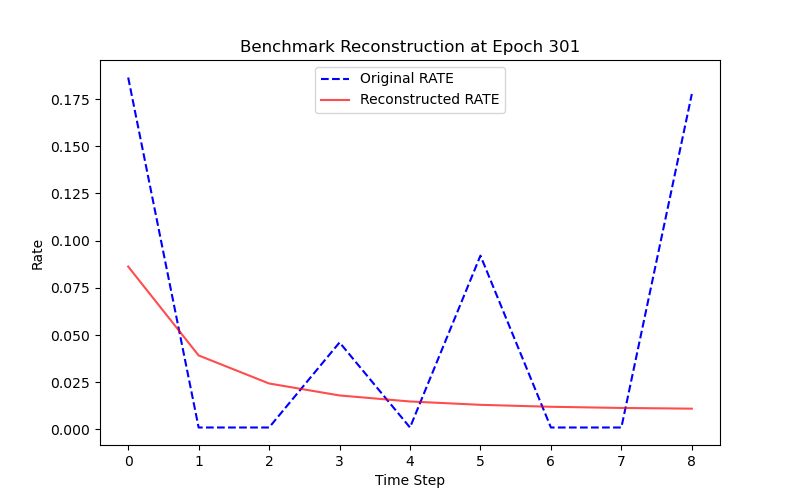 Benchmark Reconstruction at Epoch 301
Original RATE
Reconstructed RATE
0.175
0.150
0.125
0.100
0.075
0.050
0.025
0.000
Rate
0 1 2 3 4 5 6 7 8
Time Step